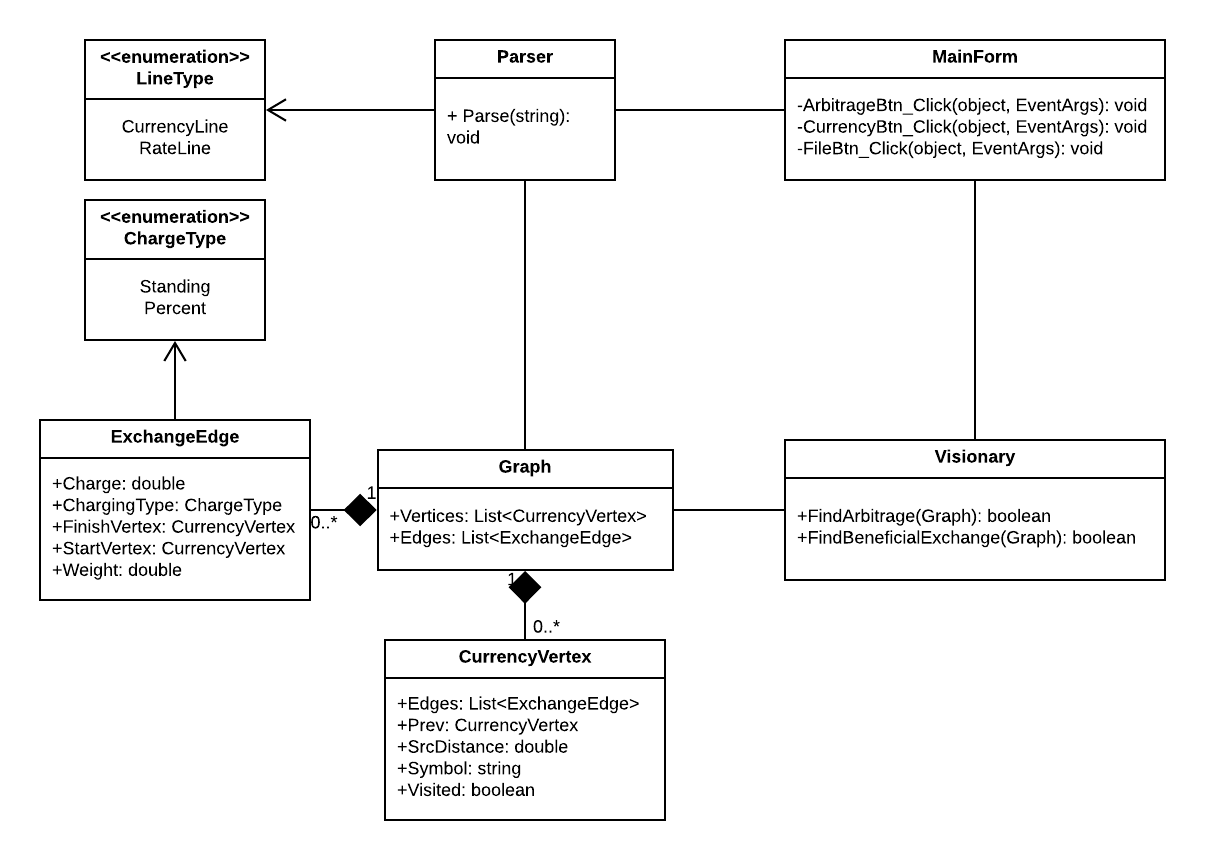 <<enumeration>>
LineType
CurrencyLine
RateLine
Parser
+ Parse(string):
void
MainForm
-ArbitrageBtn_Click(object, EventArgs): void
-CurrencyBtn_Click(object, EventArgs): void
-FileBtn_Click(object, EventArgs): void
<<enumeration>>
ChargeType
Standing
Percent
ExchangeEdge
+Charge: double
+ChargingType: ChargeType
+FinishVertex: CurrencyVertex
+StartVertex: CurrencyVertex
+Weight: double
0..*
1
Graph
+Vertices: List<CurrencyVertex>
+Edges: List<ExchangeEdge>
Visionary
+FindArbitrage(Graph): boolean
+FindBeneficialExchange(Graph): boolean
1
0..*
CurrencyVertex
+Edges: List<ExchangeEdge>
+Prev: CurrencyVertex
+SrcDistance: double
+Symbol: string
+Visited: boolean